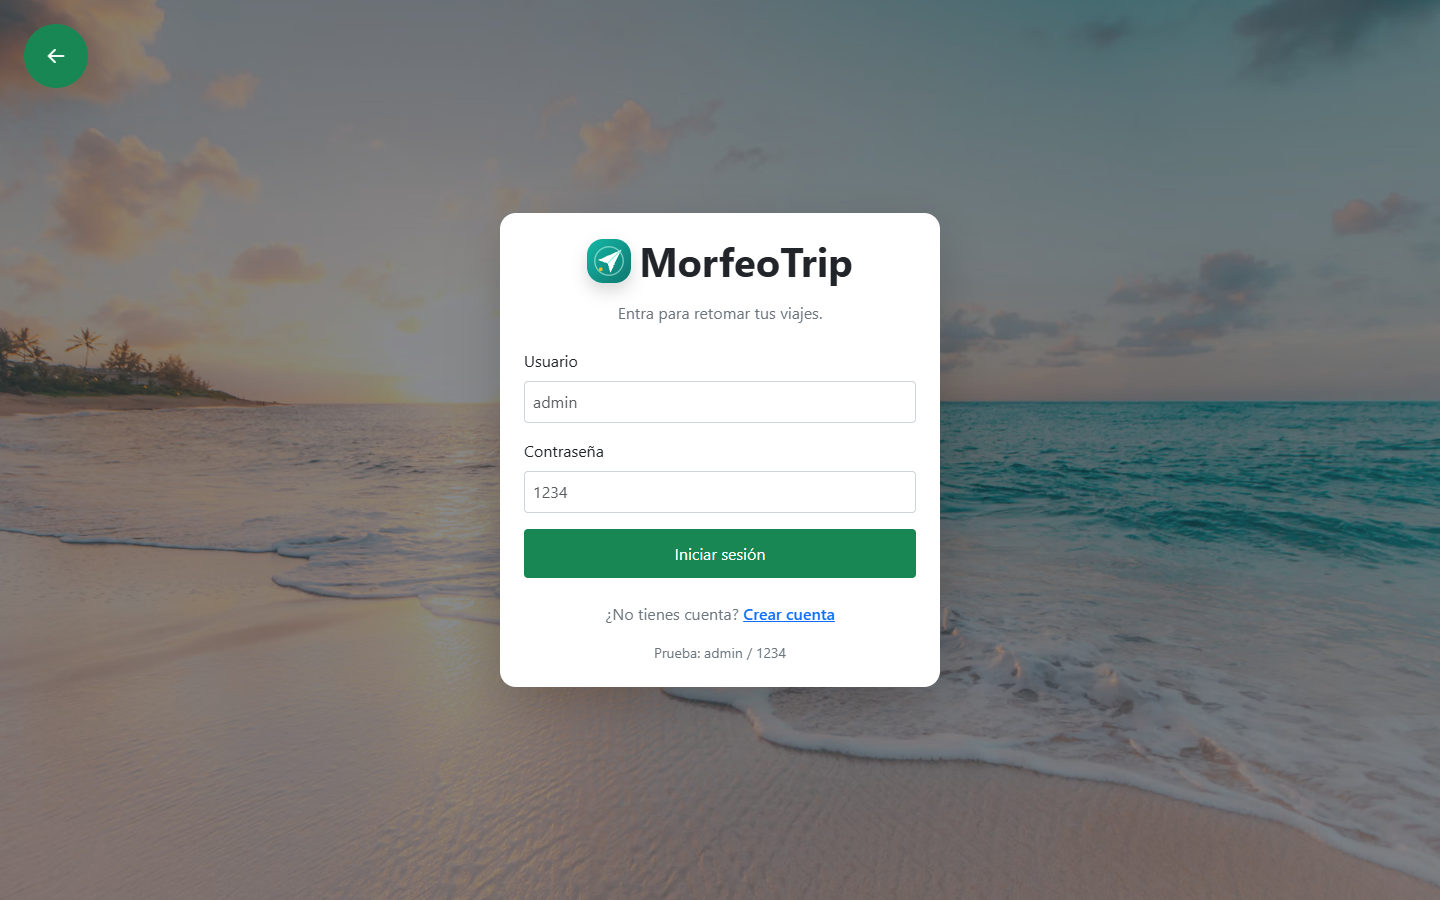 MorfeoTrip
Entra para retomar tus viajes.
Usuario
admin
Contraseña
1234
Iniciar sesión
¿No tienes cuenta? Crear cuenta
Prueba: admin / 1234